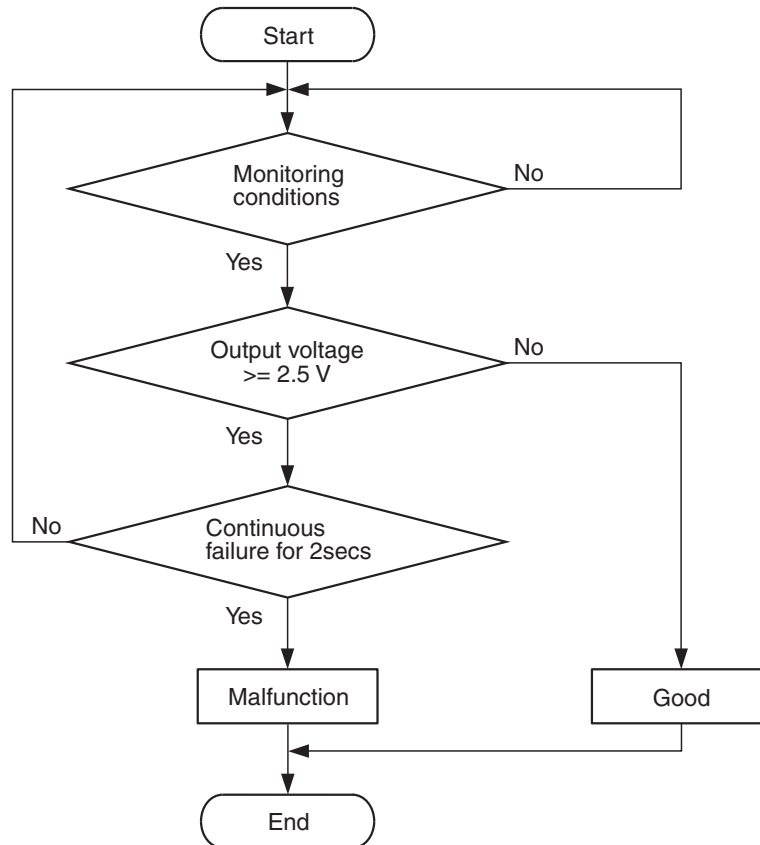 Start
Monitoring
conditions
No
Yes
Output voltage
>= 2.5 V
No
Yes
Continuous
failure for 2secs
No
Yes
Malfunction
Good
End